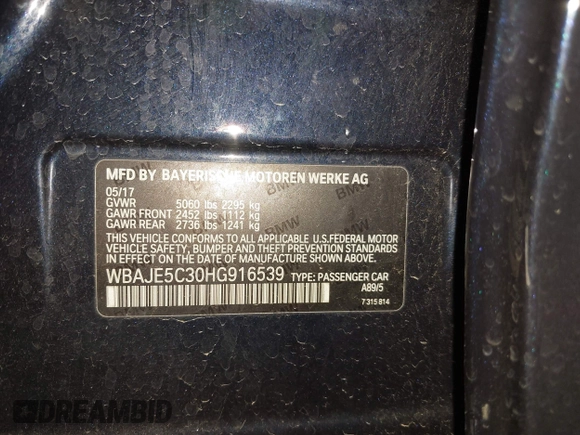 MFD BY BAYERISCHE MOTOREN WERKE AG
05/17
GVWR 5060 lbs 2295 kg
GAWR FRONT 2452 lbs 1112 kg
GAWR REAR 2736 lbs 1241 kg
THIS VEHICLE CONFORMS TO ALL APPLICABLE U.S.FEDERAL MOTOR
VEHICLE SAFETY, BUMPER AND THEFT PREVENTION STANDARDS
IN EFFECT ON THE DATE OF MANUFACTURE SHOWN ABOVE.
WBAJE5C30HG916539 TYPE: PASSENGER CAR
A89/5
7 315 814
DREAMBID